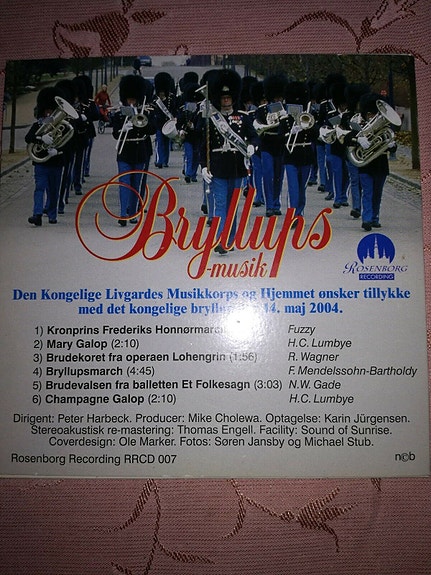 Bryllups
-musik
ROSENBORG
RECORDING
Den Kongelige Livgardes Musikkorps og Hjemmet ønsker tillykke
med det kongelige bryllup 14. maj 2004.
1) Kronprins Frederiks Honnørmarch Fuzzy
2) Mary Galop (2:10) H.C. Lumbye
3) Brudekoret fra operaen Lohengrin (1:56) R. Wagner
4) Bryllupsmarch (4:45) F. Mendelssohn-Bartholdy
5) Brudevalsen fra balletten Et Folkesagn (3:03) N.W. Gade
6) Champagne Galop (2:10) H.C. Lumbye
Dirigent: Peter Harbeck. Producer: Mike Cholewa. Optagelse: Karin Jürgensen.
Stereoakustisk re-mastering: Thomas Engell. Facility: Sound of Sunrise.
Coverdesign: Ole Marker. Fotos: Søren Jansby og Michael Stub.
Rosenborg Recording RRCD 007 n©b